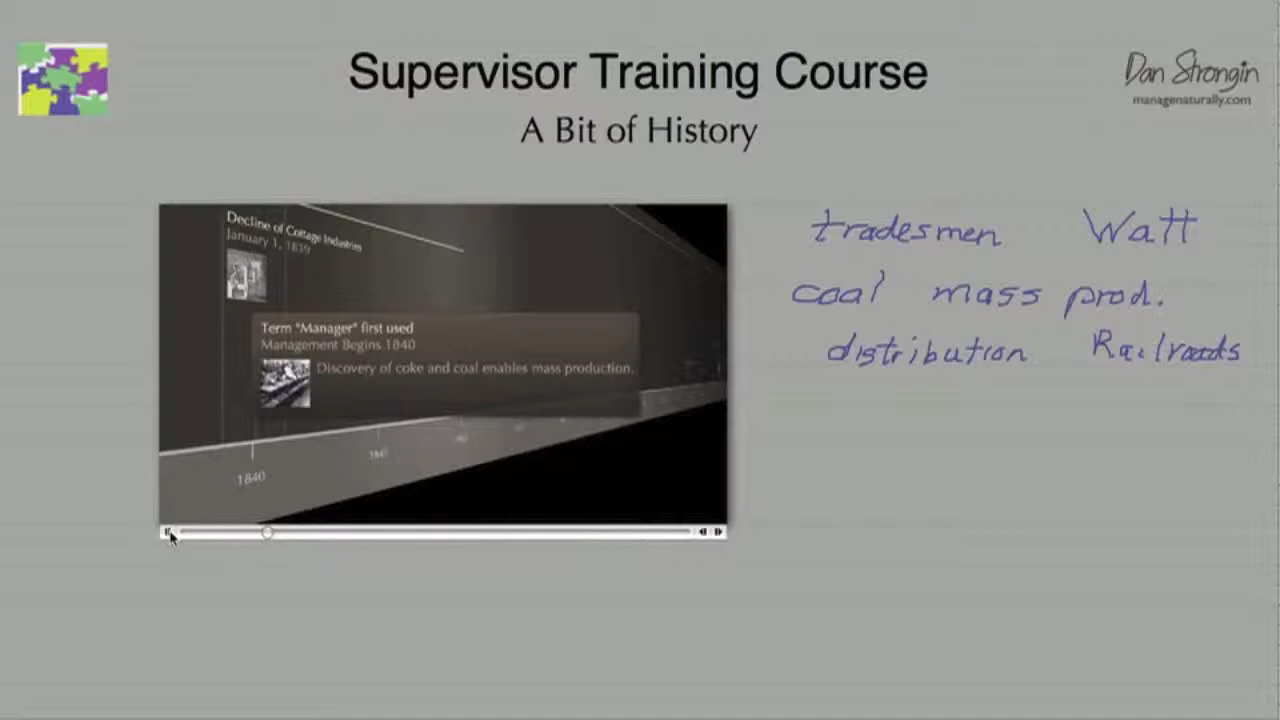 Supervisor Training Course
A Bit of History
Dan Strongin
managenaturally.com
Decline of Cottage Industries
January 1, 1839
Term "Manager" first used
Management Begins 1840
Discovery of coke and coal enables mass production.
1840
1841
tradesmen Watt
coal mass prod.
distribution Railroads